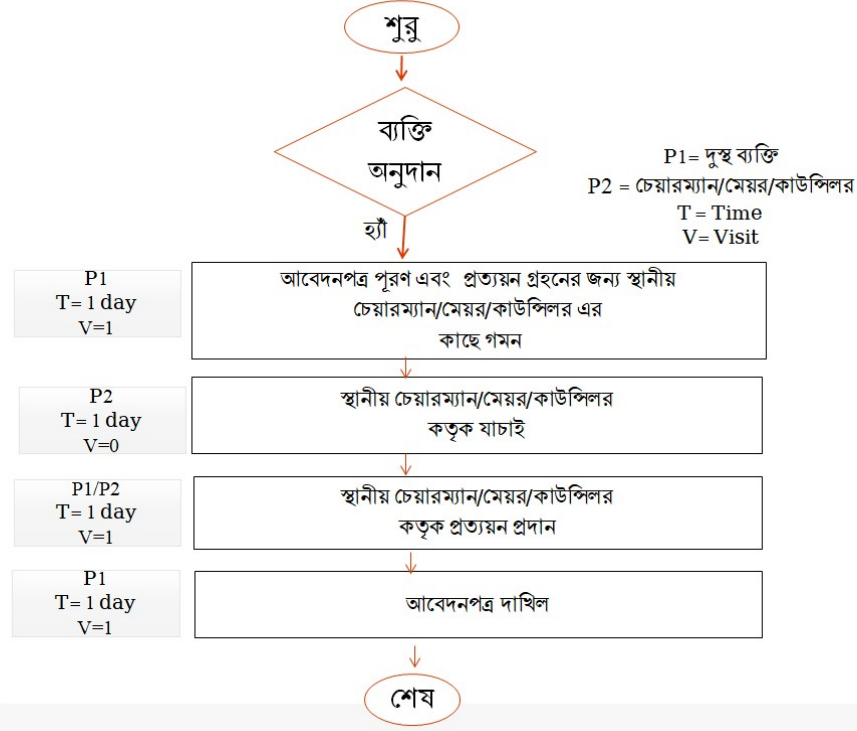 শুরু
ব্যক্তি
অনুদান
P1= দুস্থ ব্যক্তি
P2 = চেয়ারম্যান/মেয়র/কাউন্সিলর
T = Time
V= Visit
হ্যাঁ
P1
T= 1 day
V=1
আবেদনপত্র পূরণ এবং প্রত্যয়ন গ্রহনের জন্য স্থানীয়
চেয়ারম্যান/মেয়র/কাউন্সিলর এর
কাছে গমন
P2
T= 1 day
V=0
স্থানীয় চেয়ারম্যান/মেয়র/কাউন্সিলর
কতৃক যাচাই
P1/P2
T= 1 day
V=1
স্থানীয় চেয়ারম্যান/মেয়র/কাউন্সিলর
কতৃক প্রত্যয়ন প্রদান
P1
T= 1 day
V=1
আবেদনপত্র দাখিল
শেষ